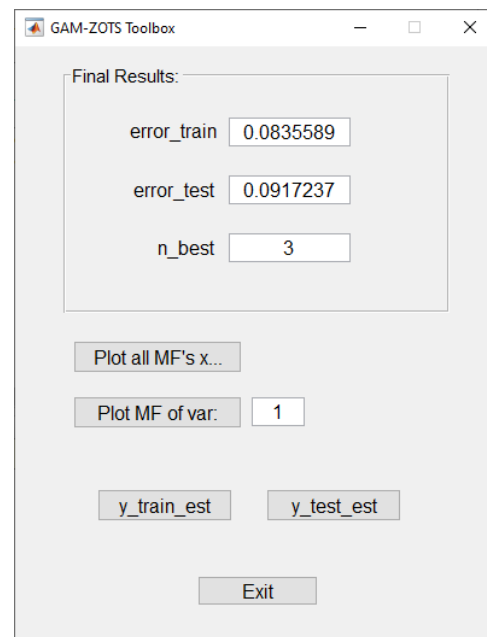 GAM-ZOTS Toolbox
Final Results:
error_train 0.0835589
error_test 0.0917237
n_best 3
Plot all MF's x...
Plot MF of var: 1
y_train_est y_test_est
Exit